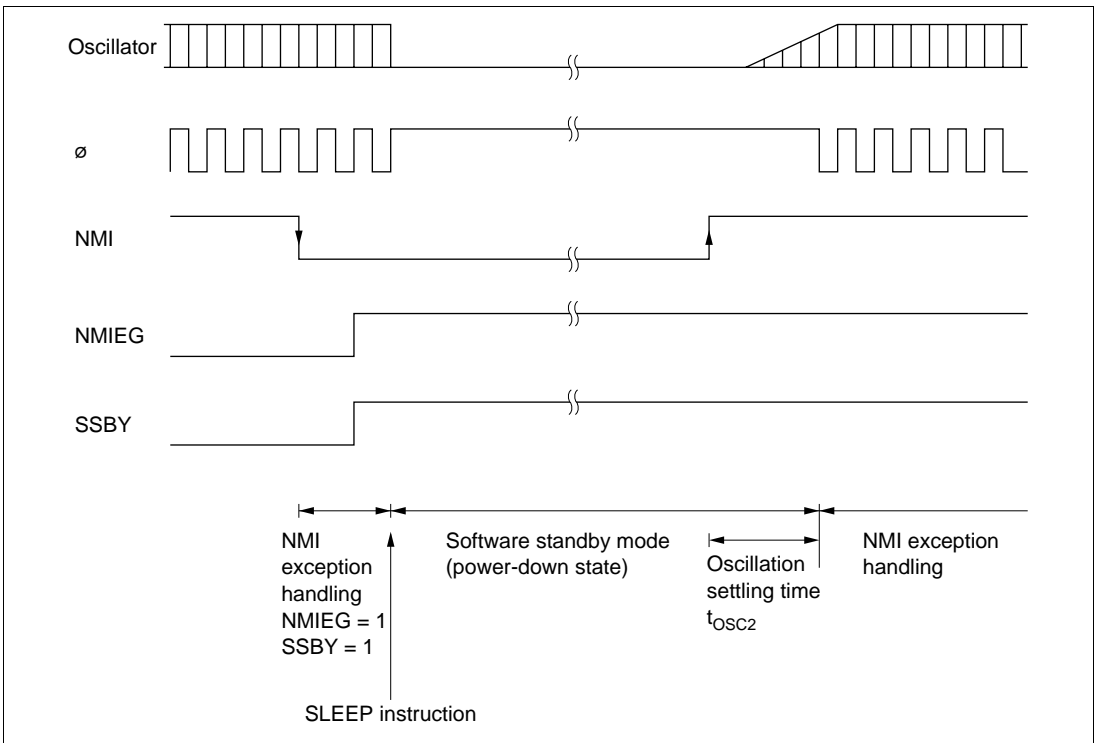 Oscillator
ø
NMI
NMIEG
SSBY
NMI
exception
handling
NMIEG = 1
SSBY = 1
Software standby mode
(power-down state)
Oscillation
settling time
tOSC2
NMI exception
handling
SLEEP instruction